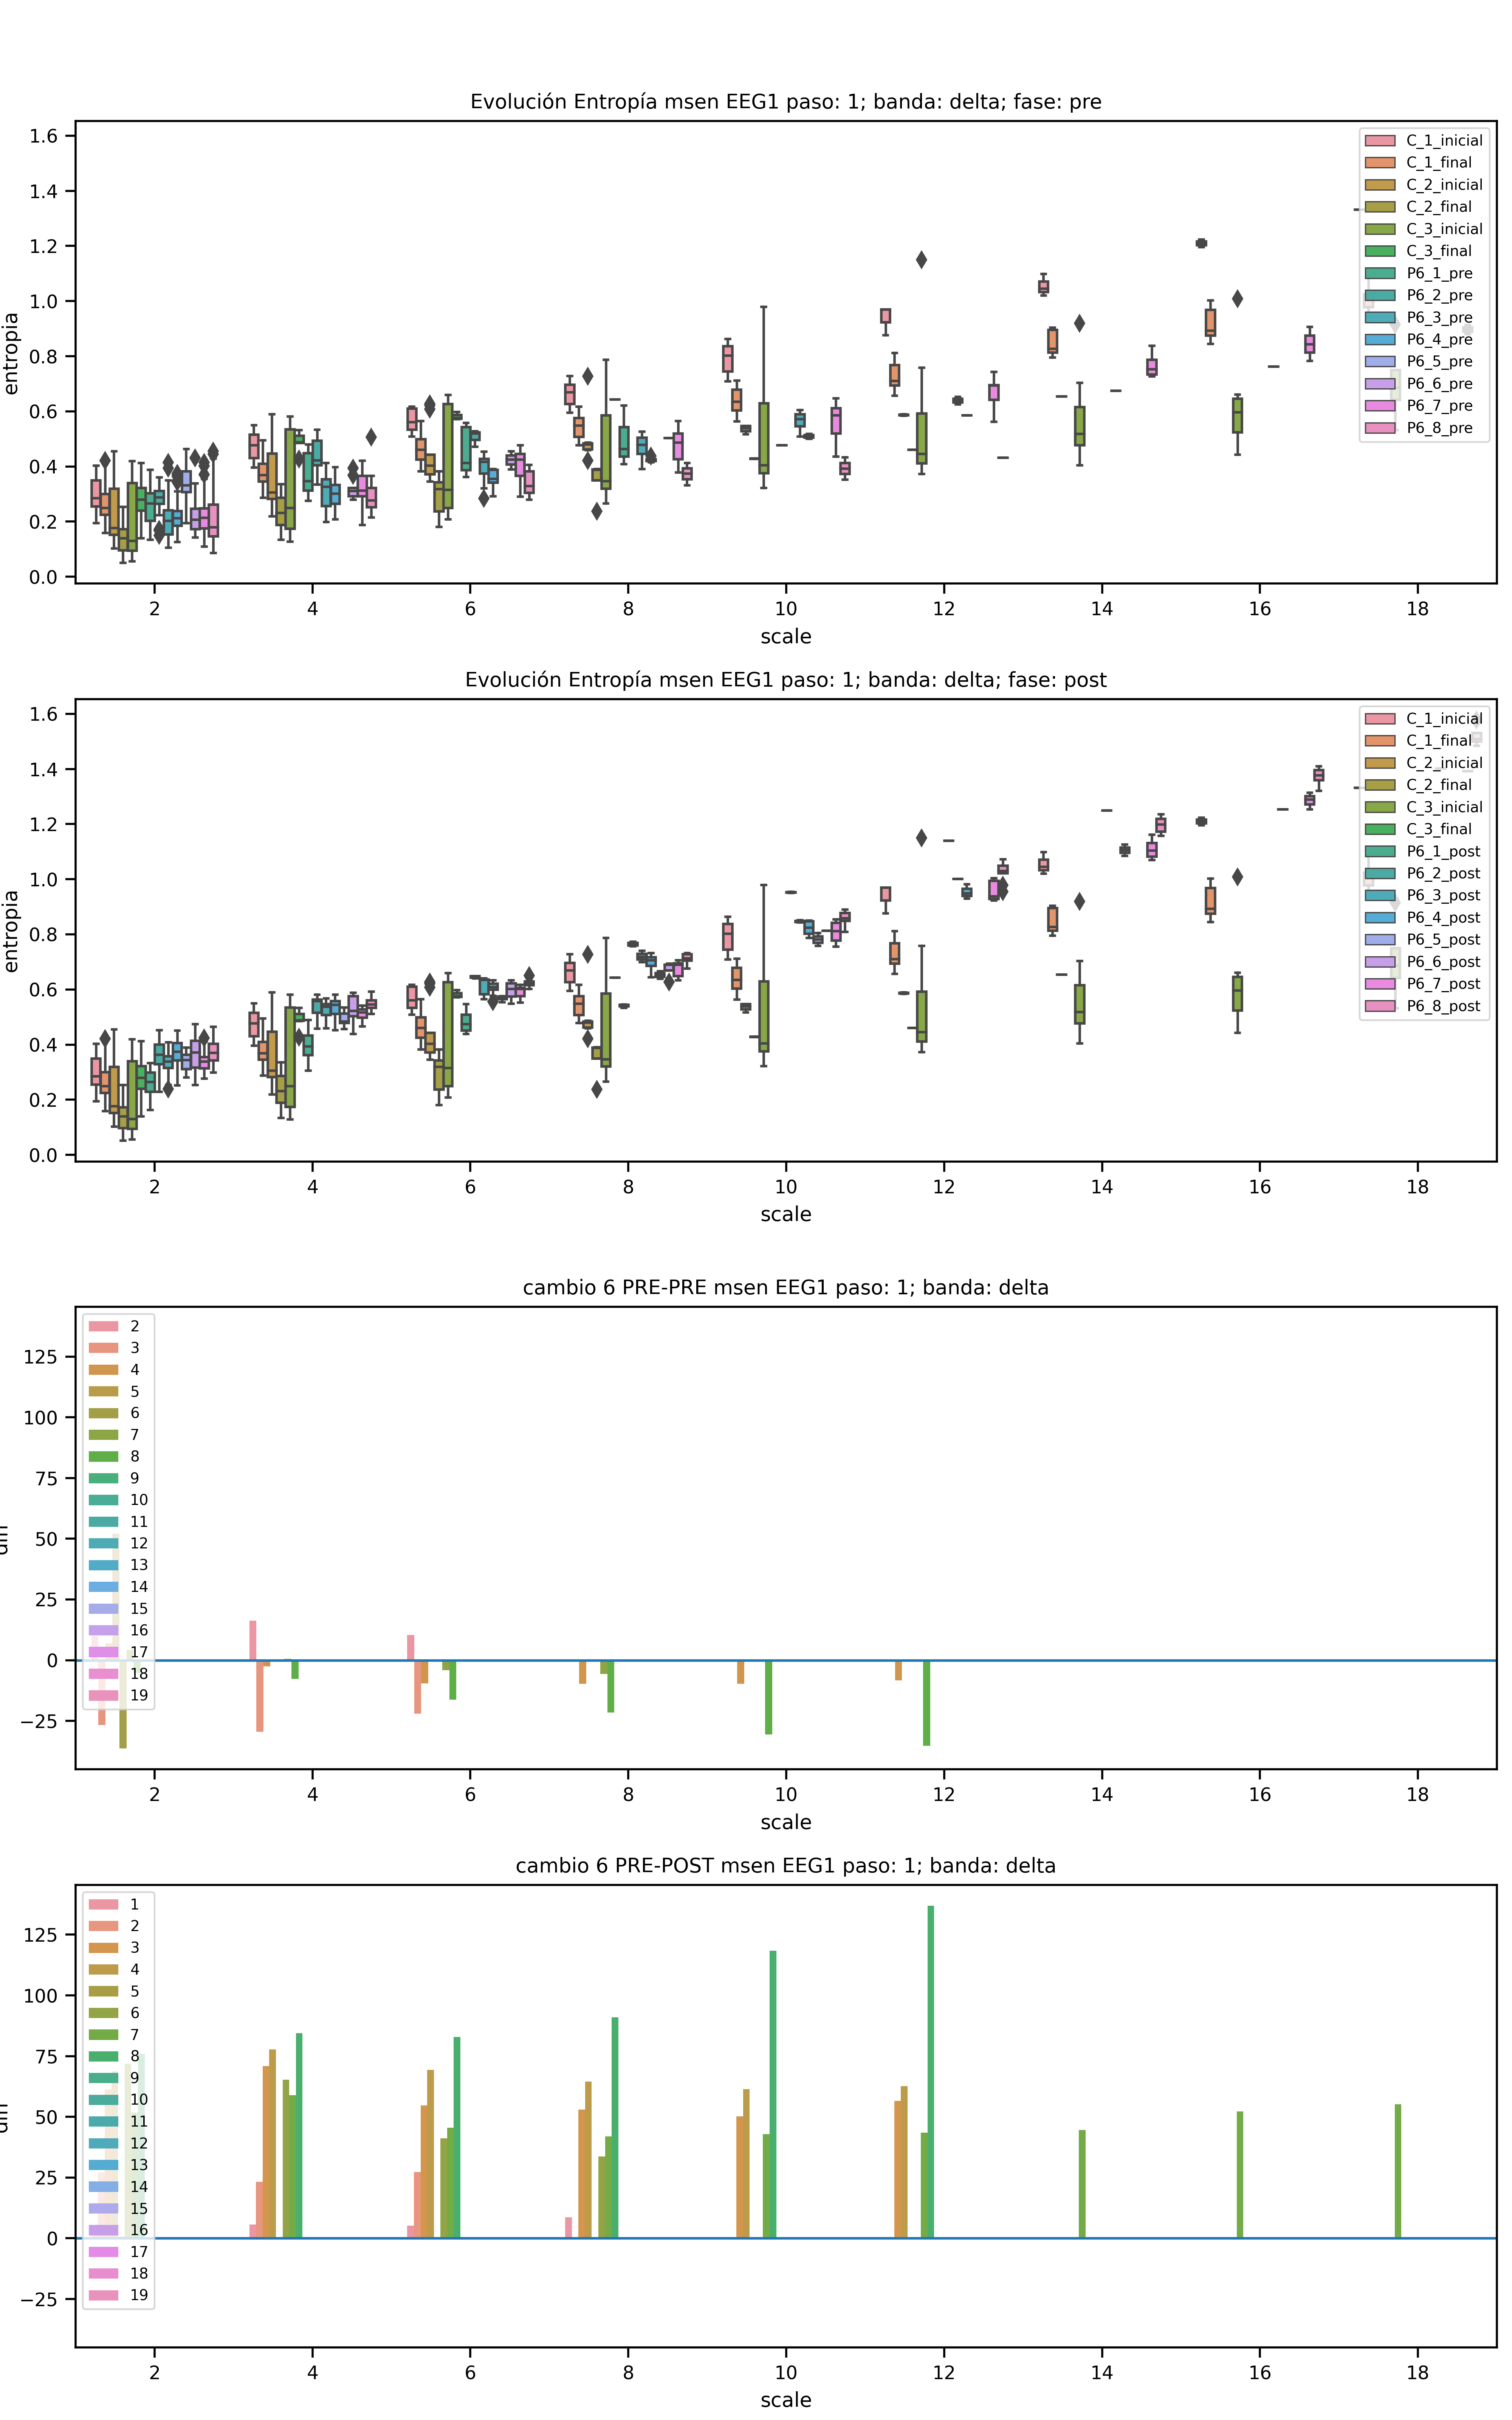 Evolución Entropía msen EEG1 paso: 1; banda: delta; fase: pre
1.6
1.4
1.2
1.0
0.8
0.6
0.4
0.2
0.0
entropia
C_1_inicial
C_1_final
C_2_inicial
C_2_final
C_3_inicial
C_3_final
P6_1_pre
P6_2_pre
P6_3_pre
P6_4_pre
P6_5_pre
P6_6_pre
P6_7_pre
P6_8_pre
2 4 6 8 10 12 14 16 18
scale
Evolución Entropía msen EEG1 paso: 1; banda: delta; fase: post
1.6
1.4
1.2
1.0
0.8
0.6
0.4
0.2
0.0
entropia
C_1_inicial
C_1_final
C_2_inicial
C_2_final
C_3_inicial
C_3_final
P6_1_post
P6_2_post
P6_3_post
P6_4_post
P6_5_post
P6_6_post
P6_7_post
P6_8_post
2 4 6 8 10 12 14 16 18
scale
cambio 6 PRE-PRE msen EEG1 paso: 1; banda: delta
125
100
75
50
25
0
−25
2
3
4
5
6
7
8
9
10
11
12
13
14
15
16
17
18
19
2 4 6 8 10 12 14 16 18
scale
cambio 6 PRE-POST msen EEG1 paso: 1; banda: delta
125
100
75
50
25
0
−25
1
2
3
4
5
6
7
8
9
10
11
12
13
14
15
16
17
18
19
2 4 6 8 10 12 14 16 18
scale